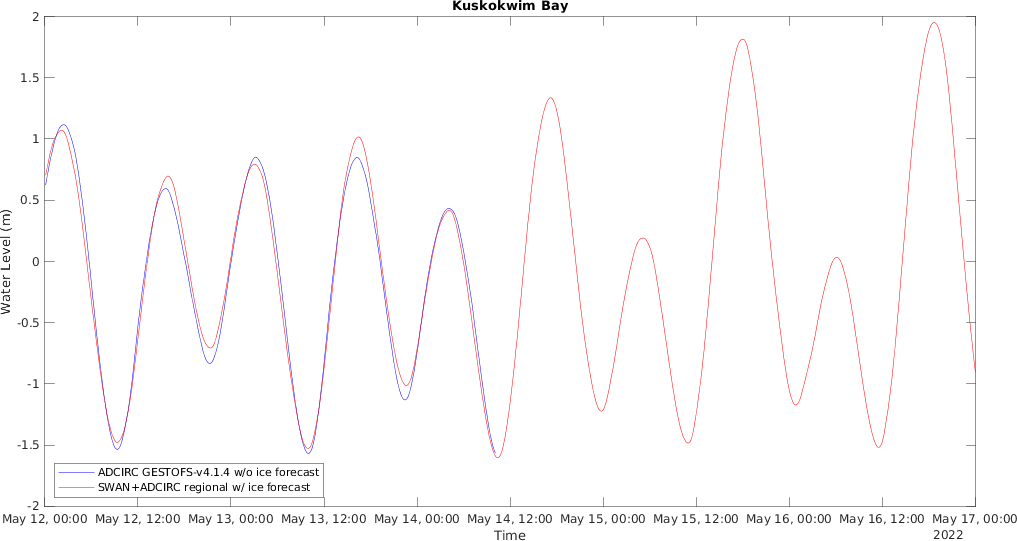 Kuskokwim Bay
Water Level (m)
2
1.5
1
0.5
0
-0.5
-1
-1.5
-2
ADCIRC GESTOFS-v4.1.4 w/o ice forecast
SWAN+ADCIRC regional w/ ice forecast
May 12, 00:00 May 12, 12:00 May 13, 00:00 May 13, 12:00 May 14, 00:00 May 14, 12:00 May 15, 00:00 May 15, 12:00 May 16, 00:00 May 16, 12:00 May 17, 00:00
Time
2022